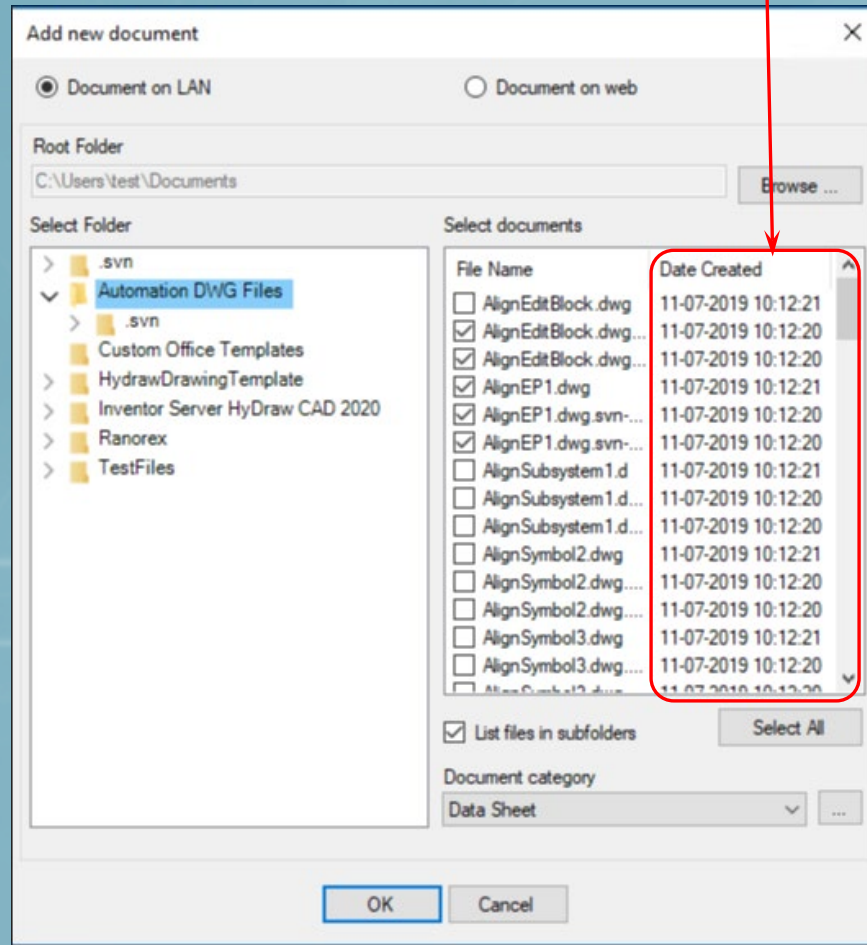 Add new document
Document on LAN
Document on web
Root Folder
C:\Users\test\Documents
Browse ...
Select Folder
.svn
Automation DWG Files
.svn
Custom Office Templates
HydrawDrawingTemplate
Inventor Server HyDraw CAD 2020
Ranorex
TestFiles
Select documents
File Name Date Created
AlignEditBlock.dwg 11-07-2019 10:12:21
AlignEditBlock.dwg... 11-07-2019 10:12:20
AlignEditBlock.dwg... 11-07-2019 10:12:20
AlignEP1.dwg 11-07-2019 10:12:21
AlignEP1.dwg.svn-... 11-07-2019 10:12:20
AlignEP1.dwg.svn-... 11-07-2019 10:12:20
AlignSubsystem1.d 11-07-2019 10:12:21
AlignSubsystem1.d... 11-07-2019 10:12:20
AlignSubsystem1.d... 11-07-2019 10:12:20
AlignSymbol2.dwg 11-07-2019 10:12:21
AlignSymbol2.dwg.... 11-07-2019 10:12:20
AlignSymbol2.dwg.... 11-07-2019 10:12:20
AlignSymbol3.dwg 11-07-2019 10:12:21
AlignSymbol3.dwg.... 11-07-2019 10:12:20
11-07-2019 10:12:20
List files in subfolders
Select All
Document category
Data Sheet
...
OK
Cancel